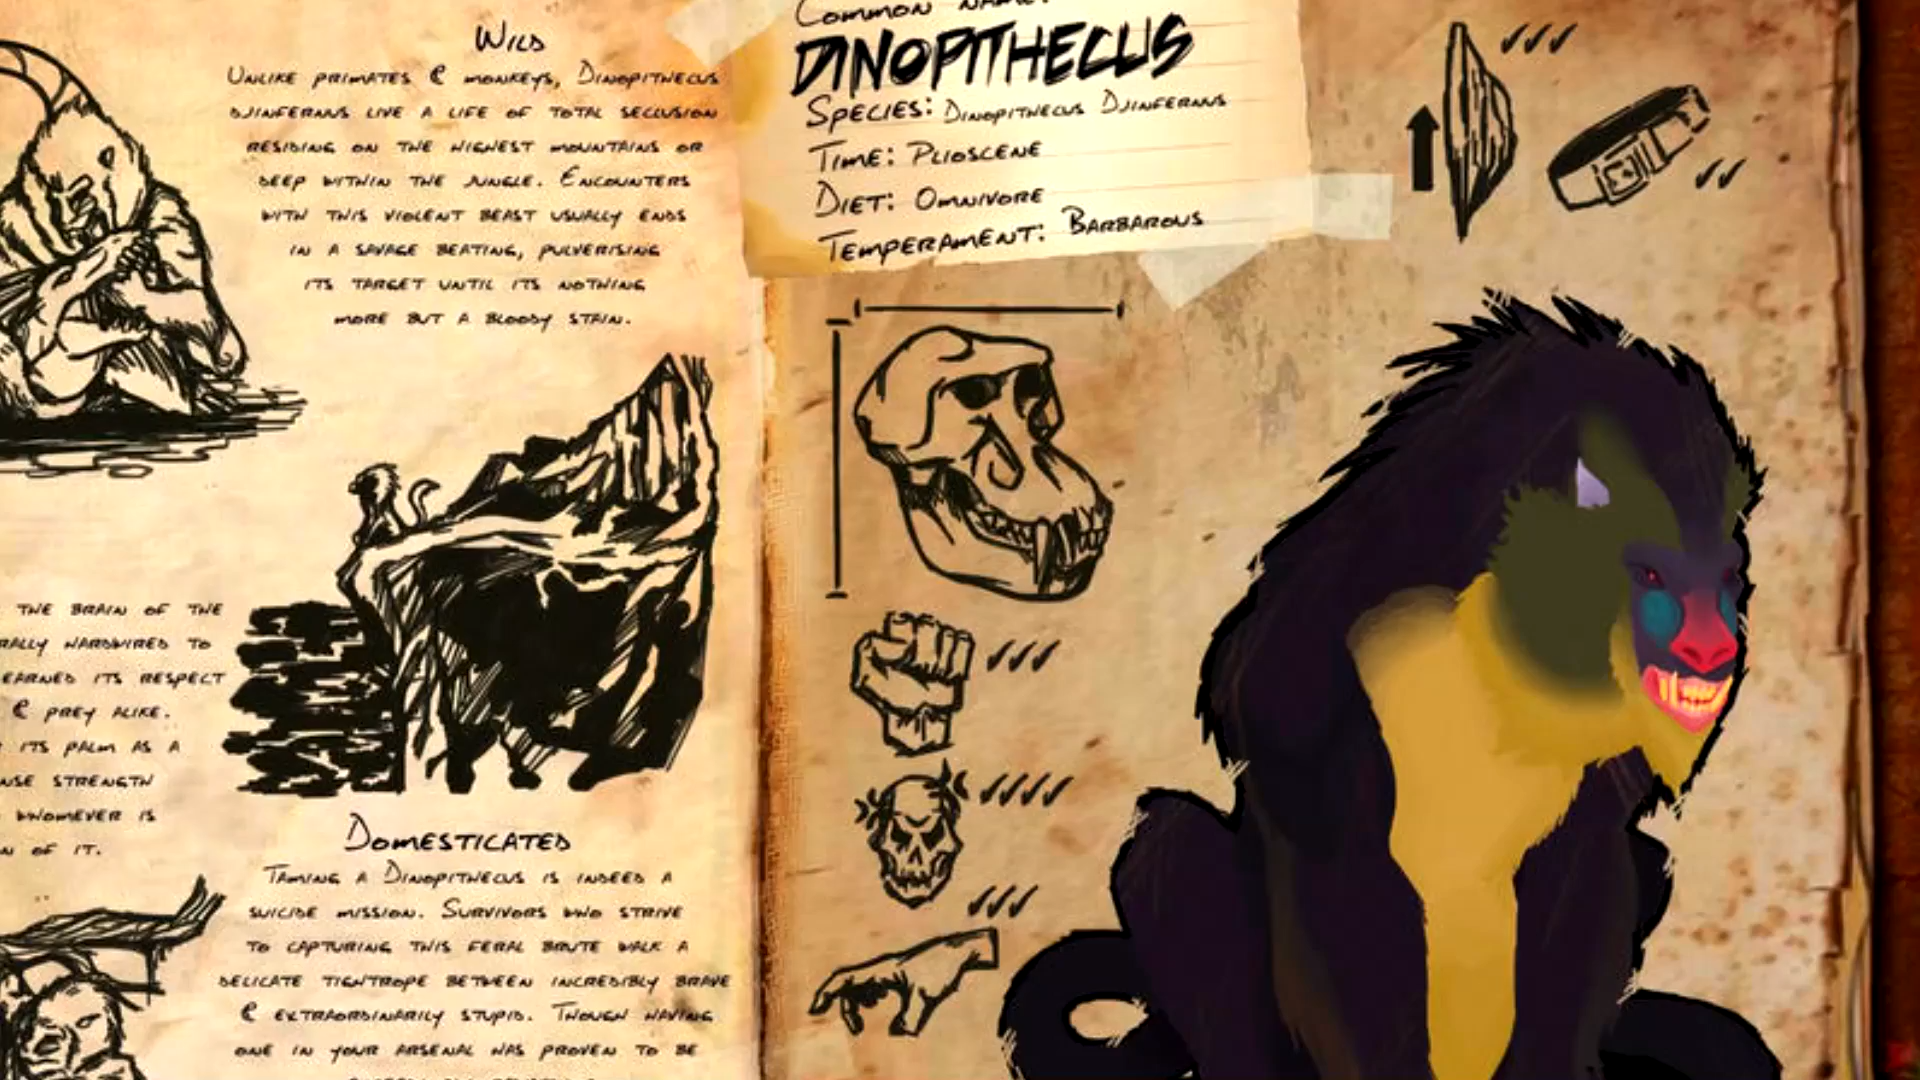 Wild
Unlike primates & monkeys, Dinopithecus
djinferans live a life of total seclusion
residing on the highest mountains or
deep within the jungle. Encounters
with this violent beast usually ends
in a savage beating, pulverising
its target until its nothing
more but a bloody stain.
the brain of the
hardwired to
earned its respect
& prey alike.
its palm as a
strength
whomever is
of it.
Domesticated
Taming a Dinopithecus is indeed a
suicide mission. Survivors who strive
to capturing this feral brute walk a
delicate tightrope between incredibly brave
& extraordinarily stupid. Though having
one in your arsenal has proven to be
Common name:
DINOPITHECUS
Species: Dinopithecus Djinferans
Time: Plioscene
Diet: Omnivore
Temperament: Barbarous